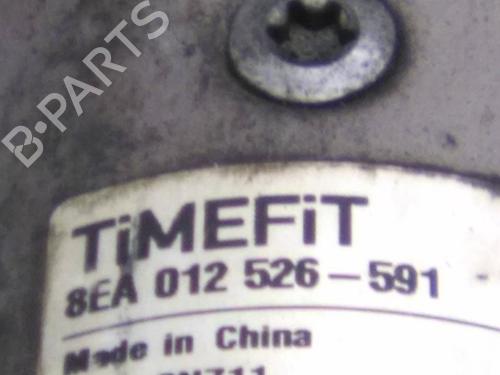 B-PARTS
TiMEFiT
8EA 012 526-591
Made in China